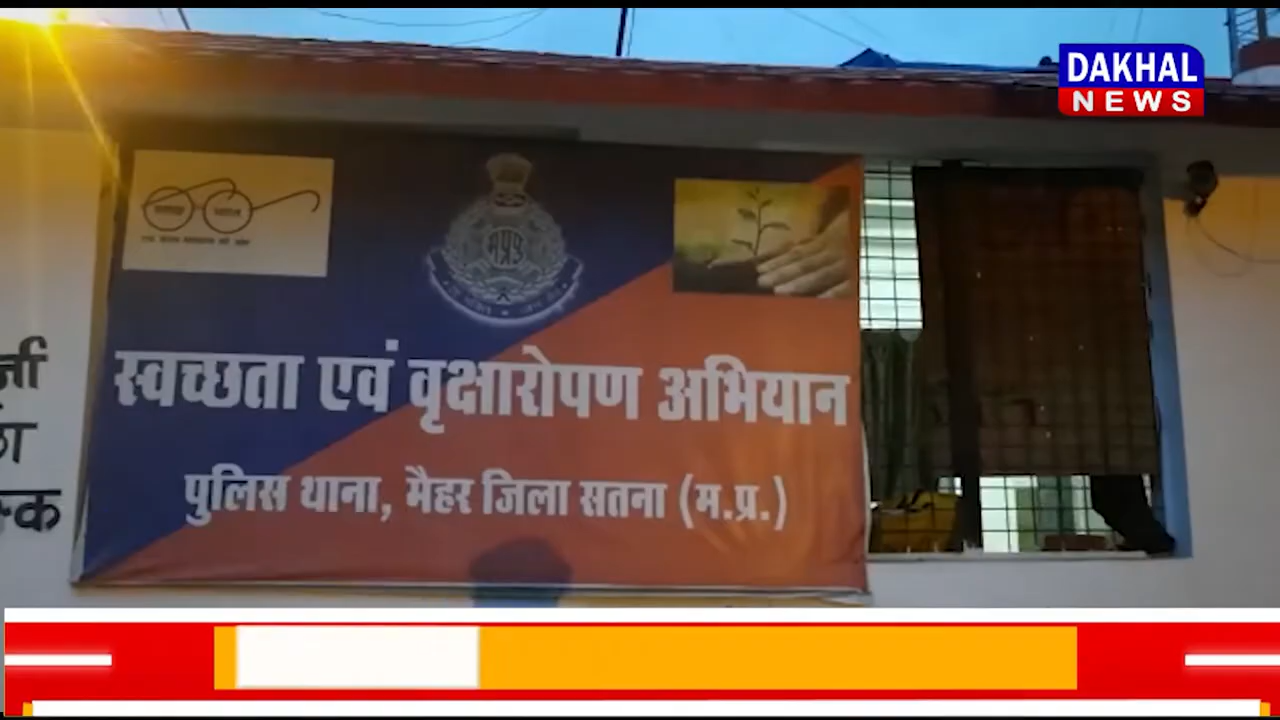 DAKHAL
NEWS
स्वच्छता एवं वृक्षारोपण अभियान
पुलिस थाना, मैहर जिला सतना (म.प्र.)